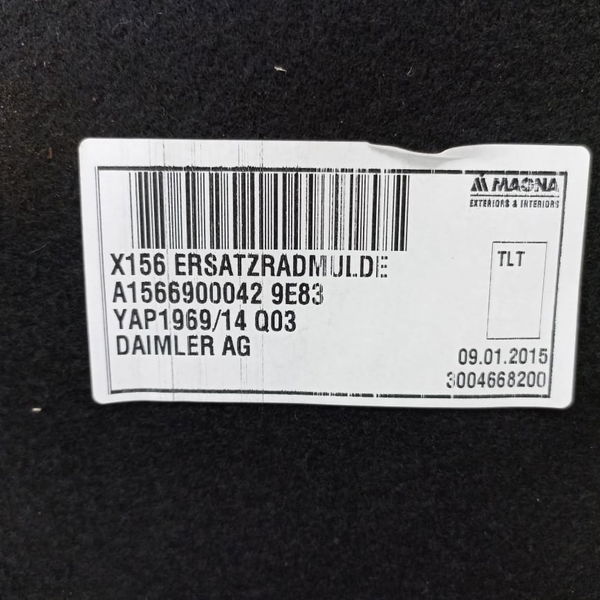 MAGNA
EXTERIORS & INTERIORS
X156 ERSATZRADMULDE
TLT
A1566900042 9E83
YAP1969/14 Q03
DAIMLER AG
09.01.2015
3004668200